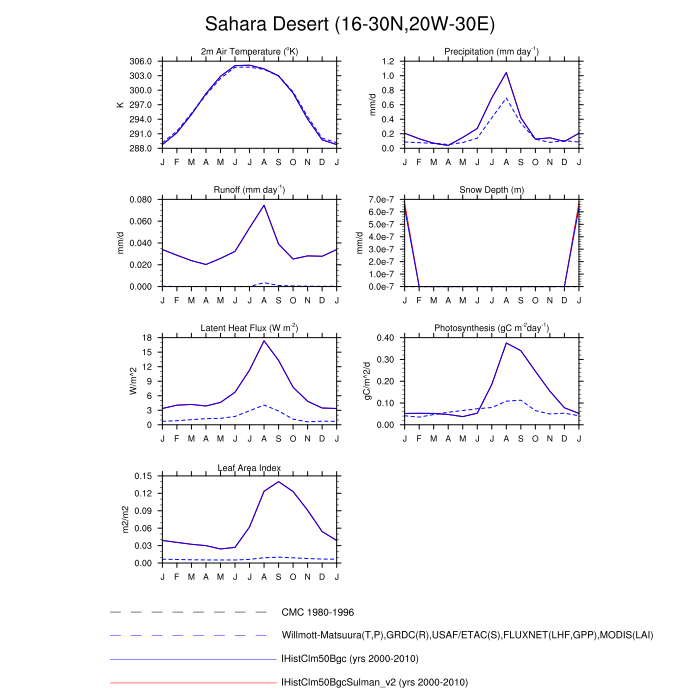 Sahara Desert (16-30N,20W-30E)
2m Air Temperature (°K)
306.0
303.0
300.0
297.0
294.0
291.0
288.0
K
J F M A M J J A S O N D J
Precipitation (mm day-1)
1.2
1.0
0.8
0.6
0.4
0.2
0.0
mm/d
J F M A M J J A S O N D J
Runoff (mm day-1)
0.080
0.060
0.040
0.020
0.000
mm/d
J F M A M J J A S O N D J
Snow Depth (m)
7.0e-7
6.0e-7
5.0e-7
4.0e-7
3.0e-7
2.0e-7
1.0e-7
0.0e-7
mm/d
J F M A M J J A S O N D J
Latent Heat Flux (W m-2)
18
15
12
9
6
3
0
W/m^2
J F M A M J J A S O N D J
Photosynthesis (gC m-2day-1)
0.40
0.30
0.20
0.10
0.00
gC/m^2/d
J F M A M J J A S O N D J
Leaf Area Index
0.15
0.12
0.09
0.06
0.03
0.00
m2/m2
J F M A M J J A S O N D J
CMC 1980-1996
Willmott-Matsuura(T,P),GRDC(R),USAF/ETAC(S),FLUXNET(LHF,GPP),MODIS(LAI)
IHistClm50Bgc (yrs 2000-2010)
IHistClm50BgcSulman_v2 (yrs 2000-2010)